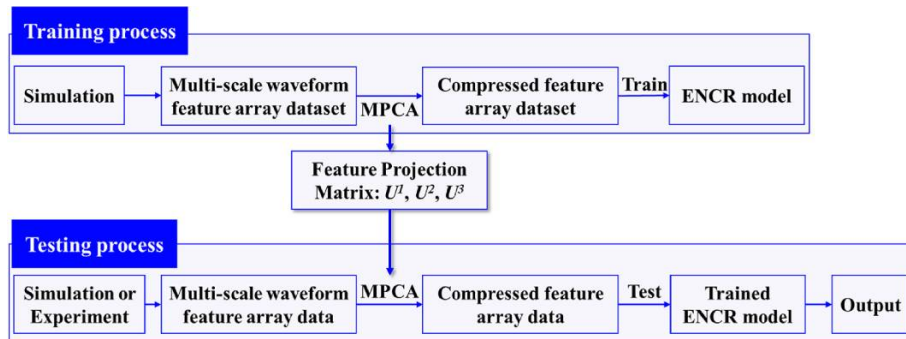 Training process
Simulation
Multi-scale waveform
feature array dataset
MPCA
Compressed feature
array dataset
Train
ENCR model
Feature Projection
Matrix: U¹, U², U³
Testing process
Simulation or
Experiment
Multi-scale waveform
feature array data
MPCA
Compressed feature
array data
Test
Trained
ENCR model
Output